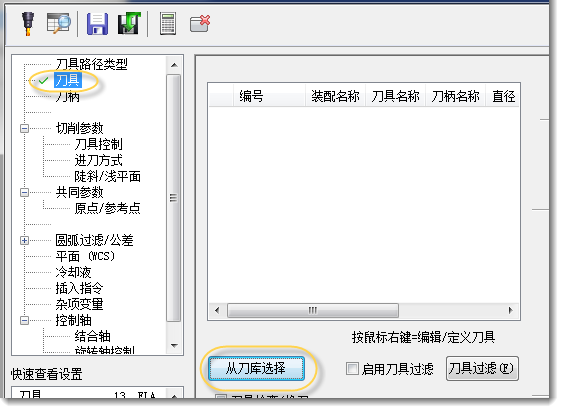 刀具路径类型
刀具
刀柄
切削参数
刀具控制
进刀方式
陡斜/浅平面
共同参数
原点/参考点
圆弧过滤/公差
平面 (WCS)
冷却液
插入指令
杂项变量
控制轴
结合轴
旋转轴控制
快速查看设置
刀具 13. FLA
编号 装配名称 刀具名称 刀柄名称 直径
按鼠标右键=编辑/定义刀具
从刀库选择 启用刀具过滤 刀具过滤(F)